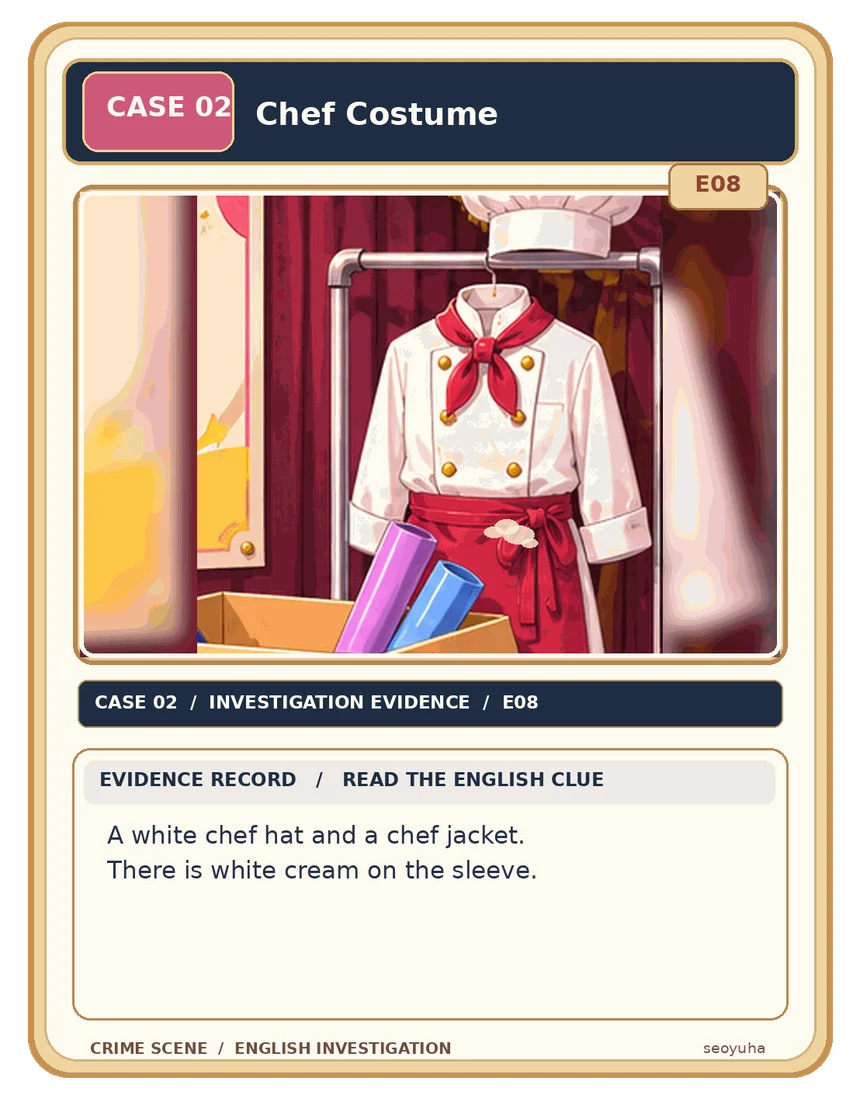 CASE 02
Chef Costume
E08
CASE 02 / INVESTIGATION EVIDENCE / E08
EVIDENCE RECORD / READ THE ENGLISH CLUE
A white chef hat and a chef jacket.
There is white cream on the sleeve.
CRIME SCENE / ENGLISH INVESTIGATION
seoyuha